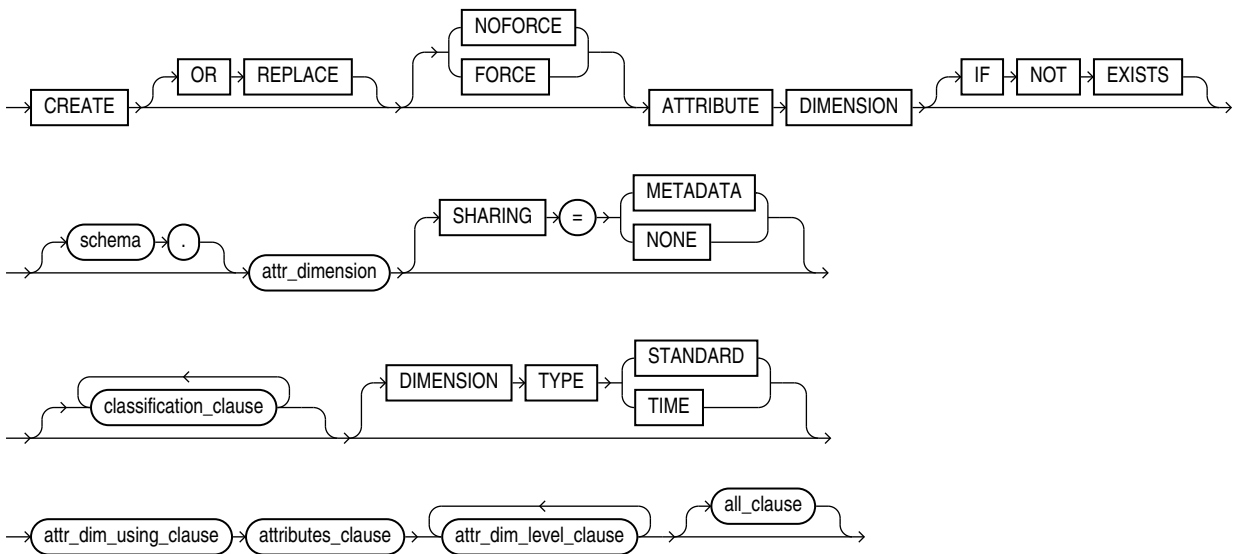 NOFORCE
OR REPLACE FORCE IF NOT EXISTS
CREATE ATTRIBUTE DIMENSION
METADATA
SHARING =
schema . NONE
attr_dimension
STANDARD
DIMENSION TYPE
classification_clause TIME
all_clause
attr_dim_using_clause attributes_clause attr_dim_level_clause